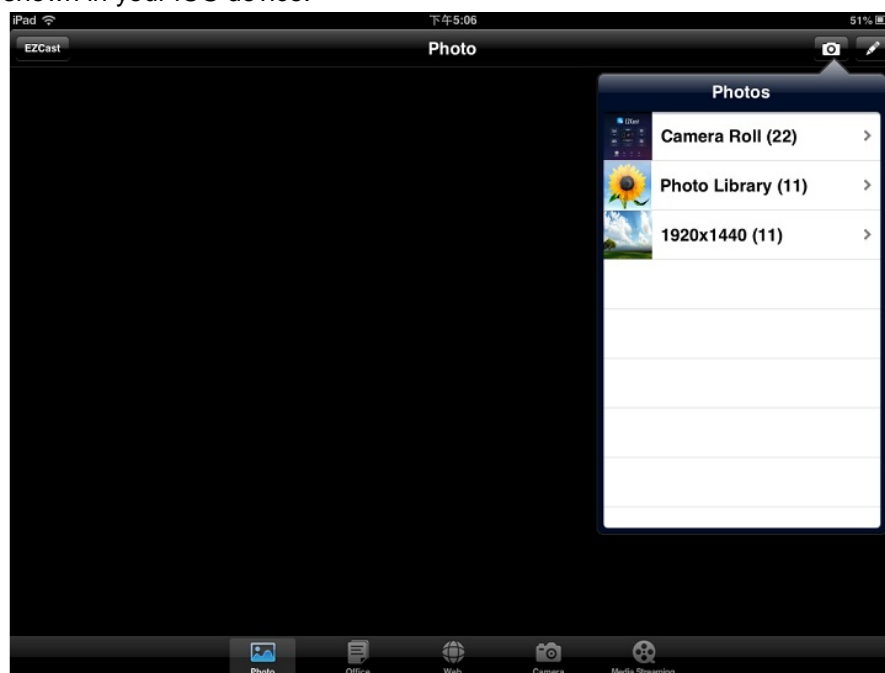 shown in your iOS device.
iPad 下午5:06 51%
EZCast Photo
Photos
EZCast
Camera Roll (22)
Photo Library (11)
1920x1440 (11)
Photo Office Web Camera Media Streaming